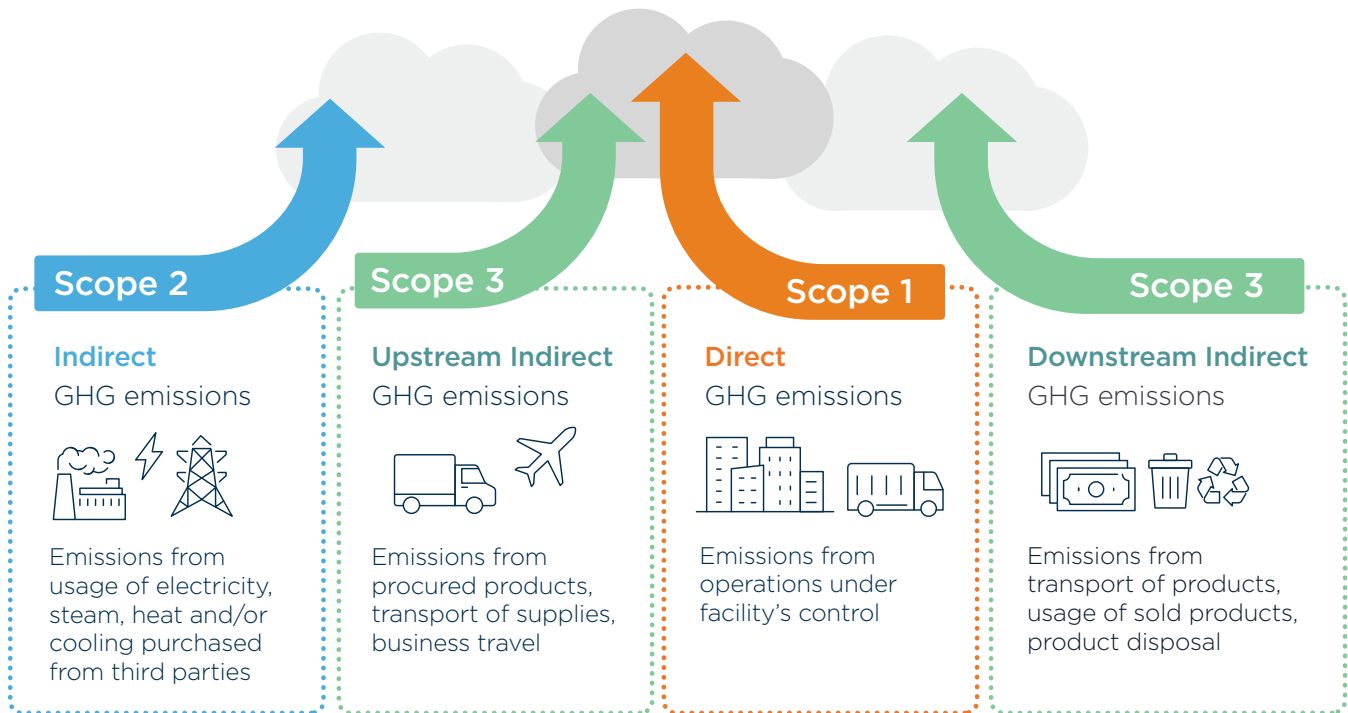 Scope 2
Indirect
GHG emissions
Emissions from
usage of electricity,
steam, heat and/or
cooling purchased
from third parties
Scope 3
Upstream Indirect
GHG emissions
Emissions from
procured products,
transport of supplies,
business travel
Scope 1
Direct
GHG emissions
Emissions from
operations under
facility’s control
Scope 3
Downstream Indirect
GHG emissions
Emissions from
transport of products,
usage of sold products,
product disposal